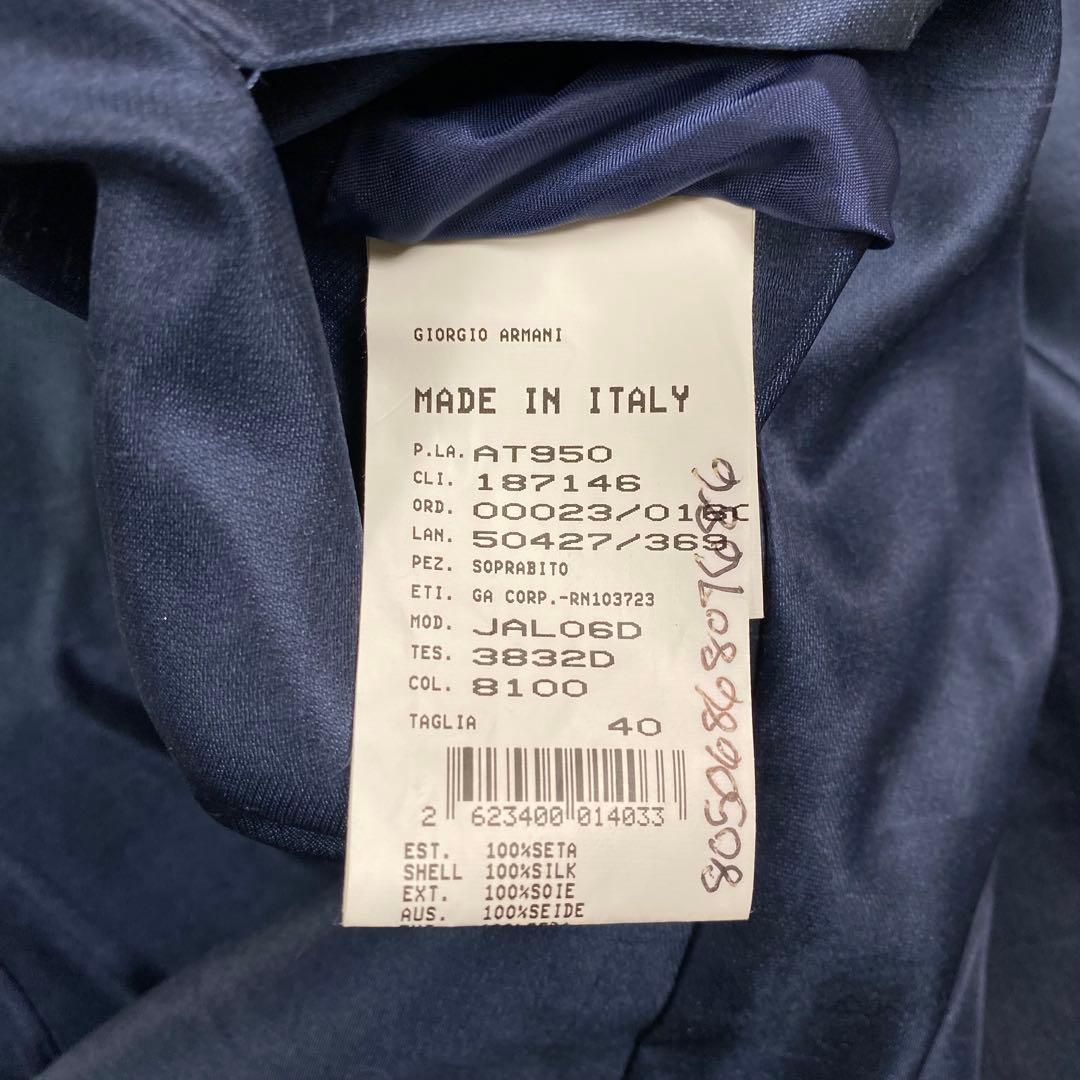 GIORGIO ARMANI
MADE IN ITALY
P.LA. AT950
CLI. 187146
ORD. 00023/01
LAN. 50427/369
PEZ. SOPRABITO
ETI. GA CORP.-RN103723
MOD. JAL06D
TES. 3832D
COL. 8100
TAGLIA 40
2 623400 014033
EST. 100%SETA
SHELL 100%SILK
EXT. 100%SOIE
AUS. 100%SEIDE